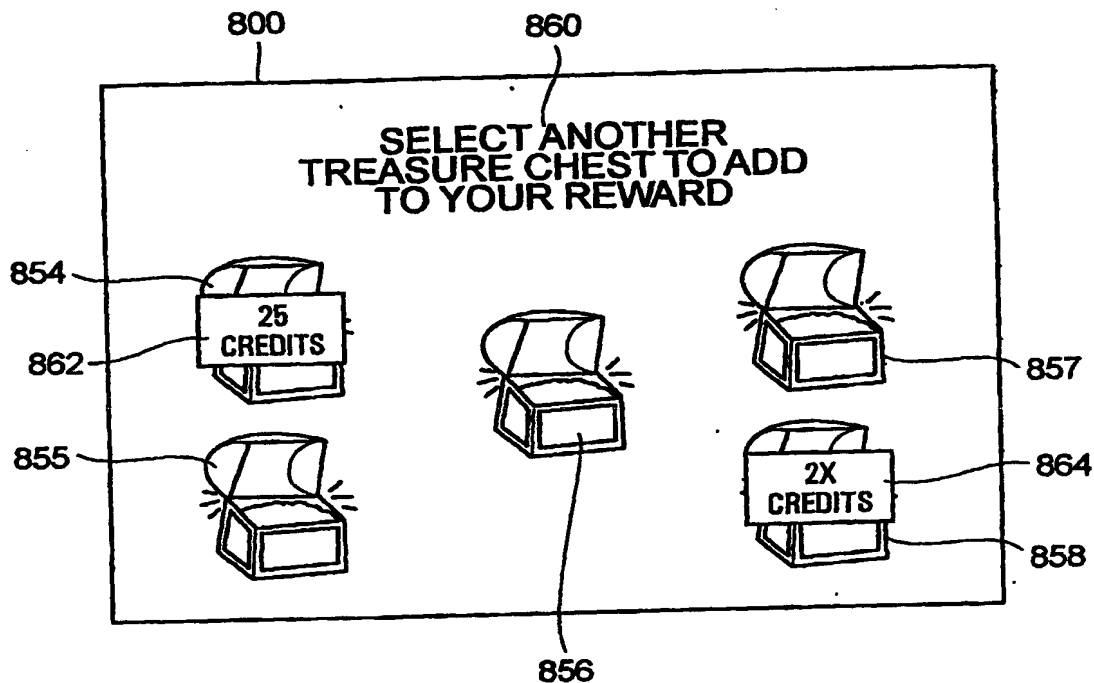 800
860
SELECT ANOTHER
TREASURE CHEST TO ADD
TO YOUR REWARD
854
25
CREDITS
862
857
855
2X
CREDITS
864
858
856